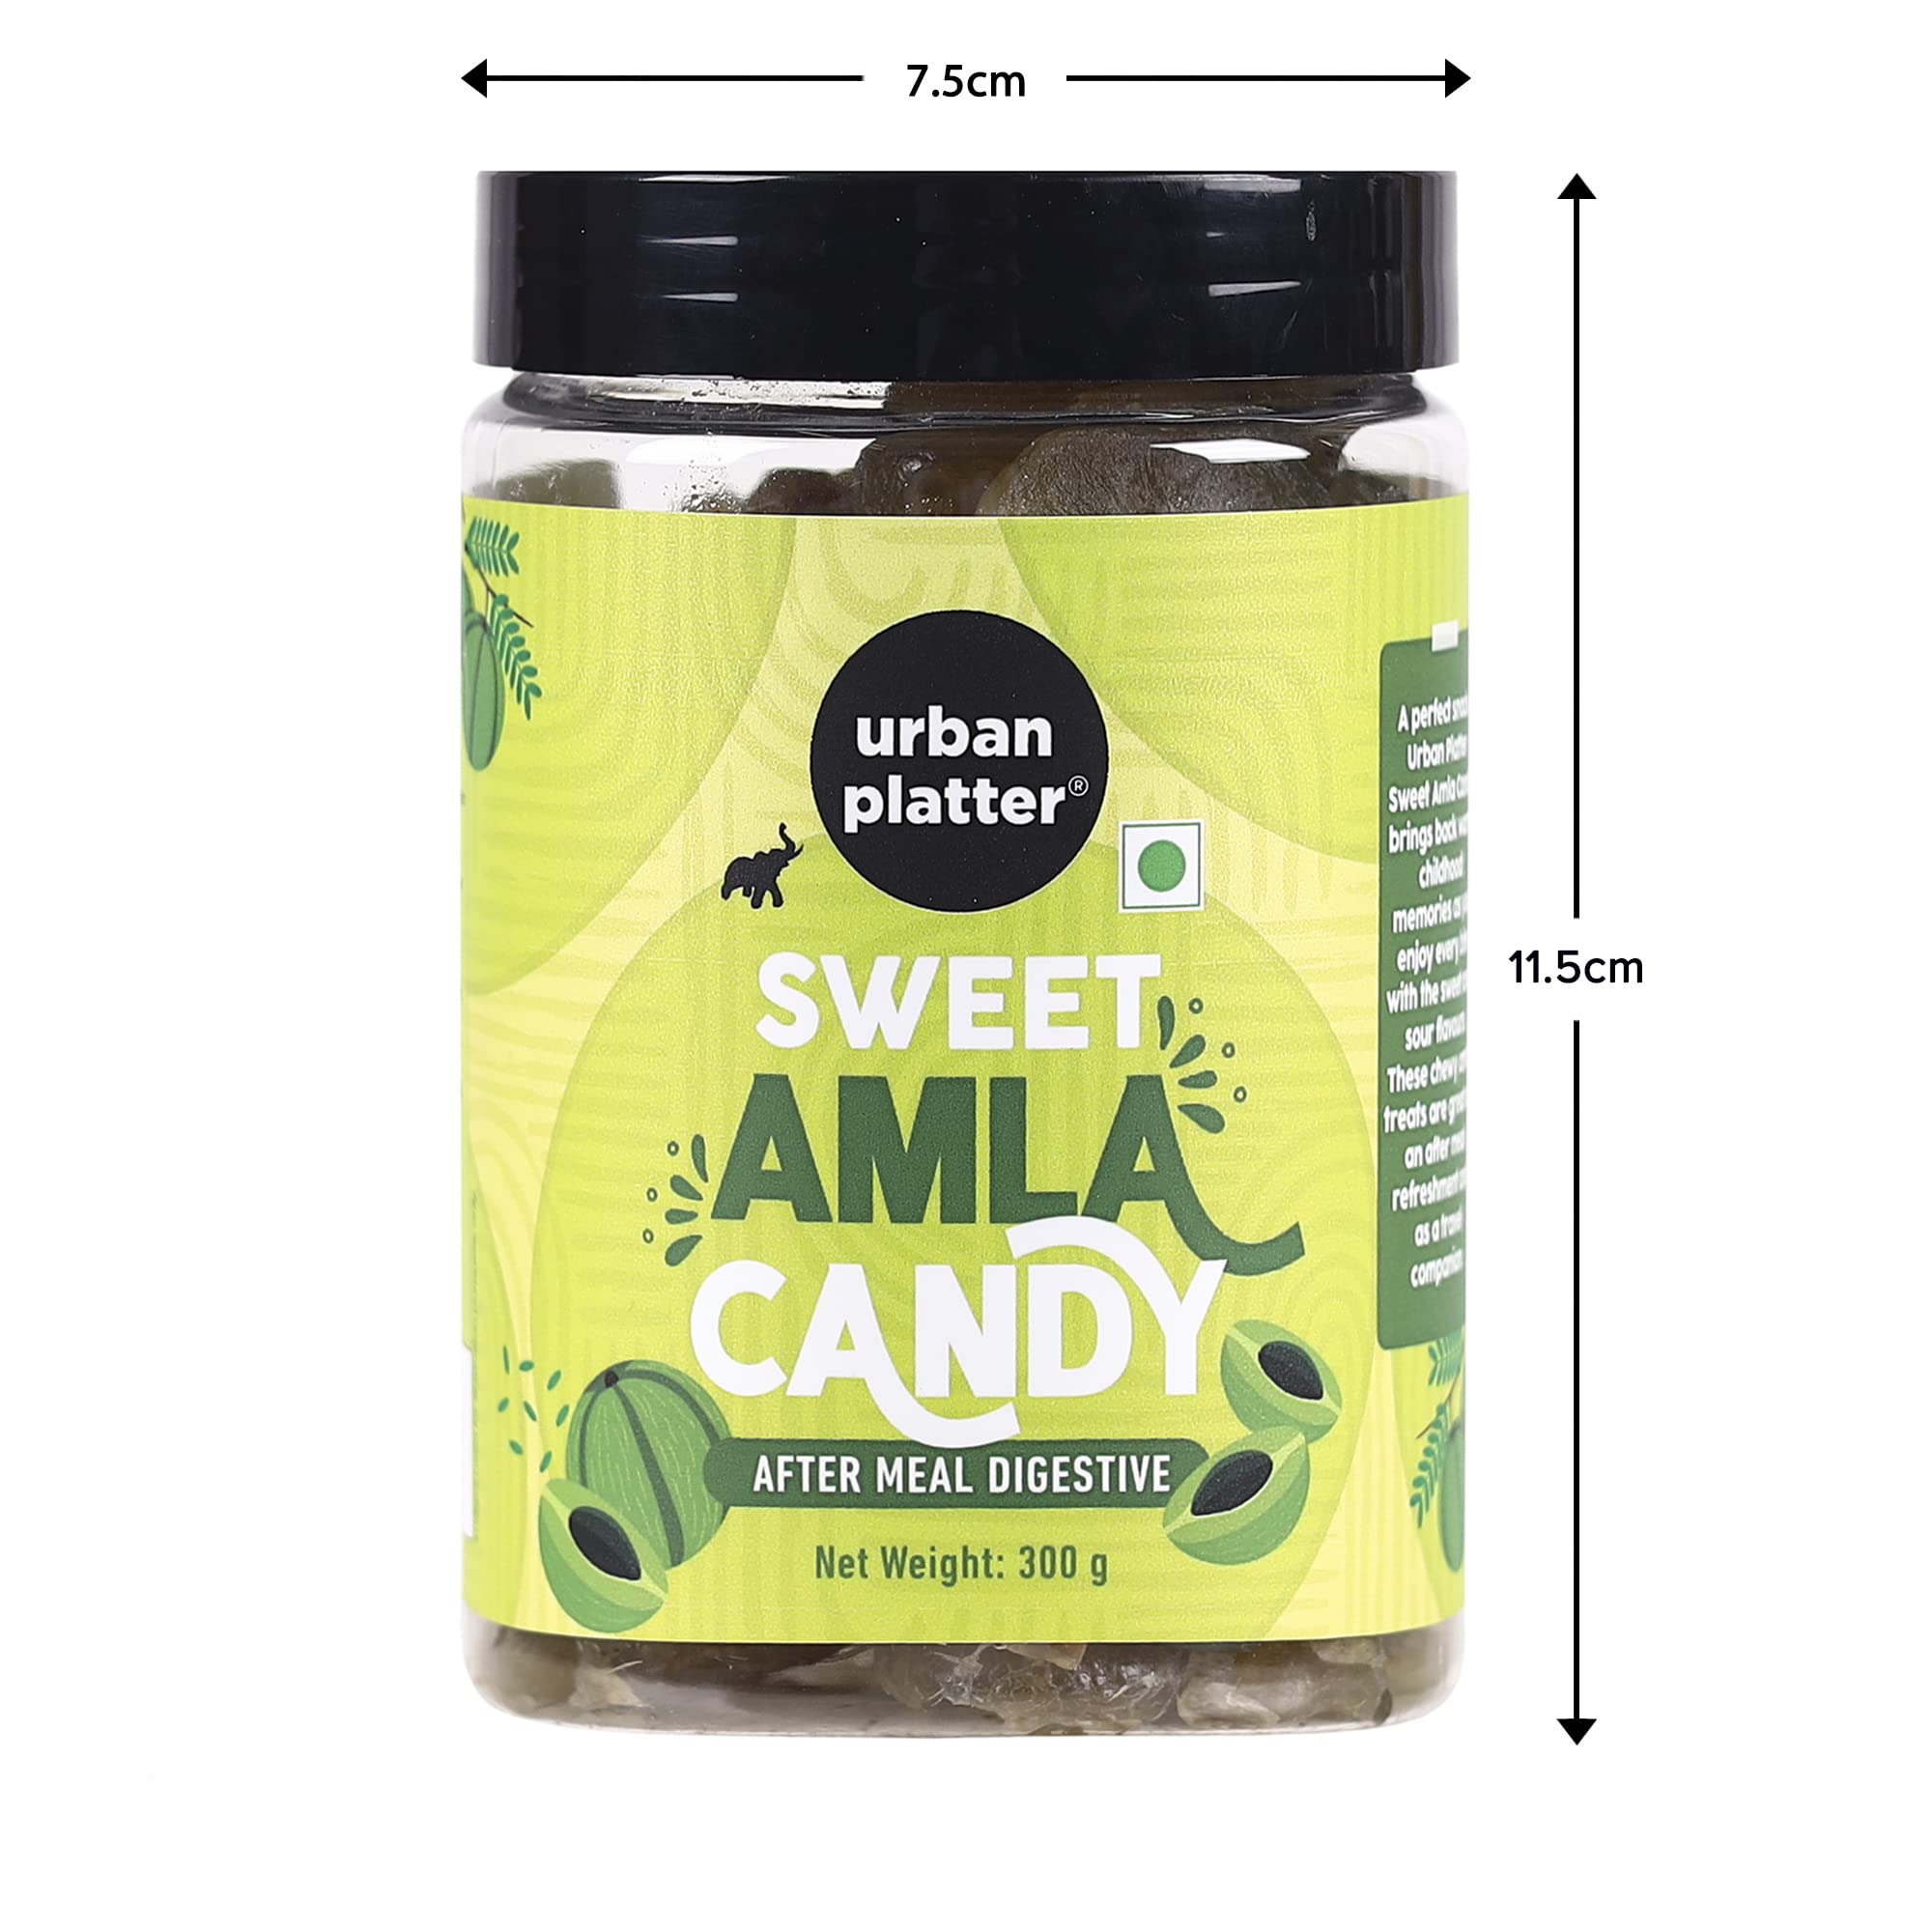 7.5cm
urban
platter®
SWEET
AMLA
CANDY
AFTER MEAL DIGESTIVE
Net Weight: 300 g
A perfect
Urban
Sweet Amla
brings back
childhood
memories
enjoy every
with the sweet
sour
These chewy
treats are
an after
refreshment
as a
11.5cm